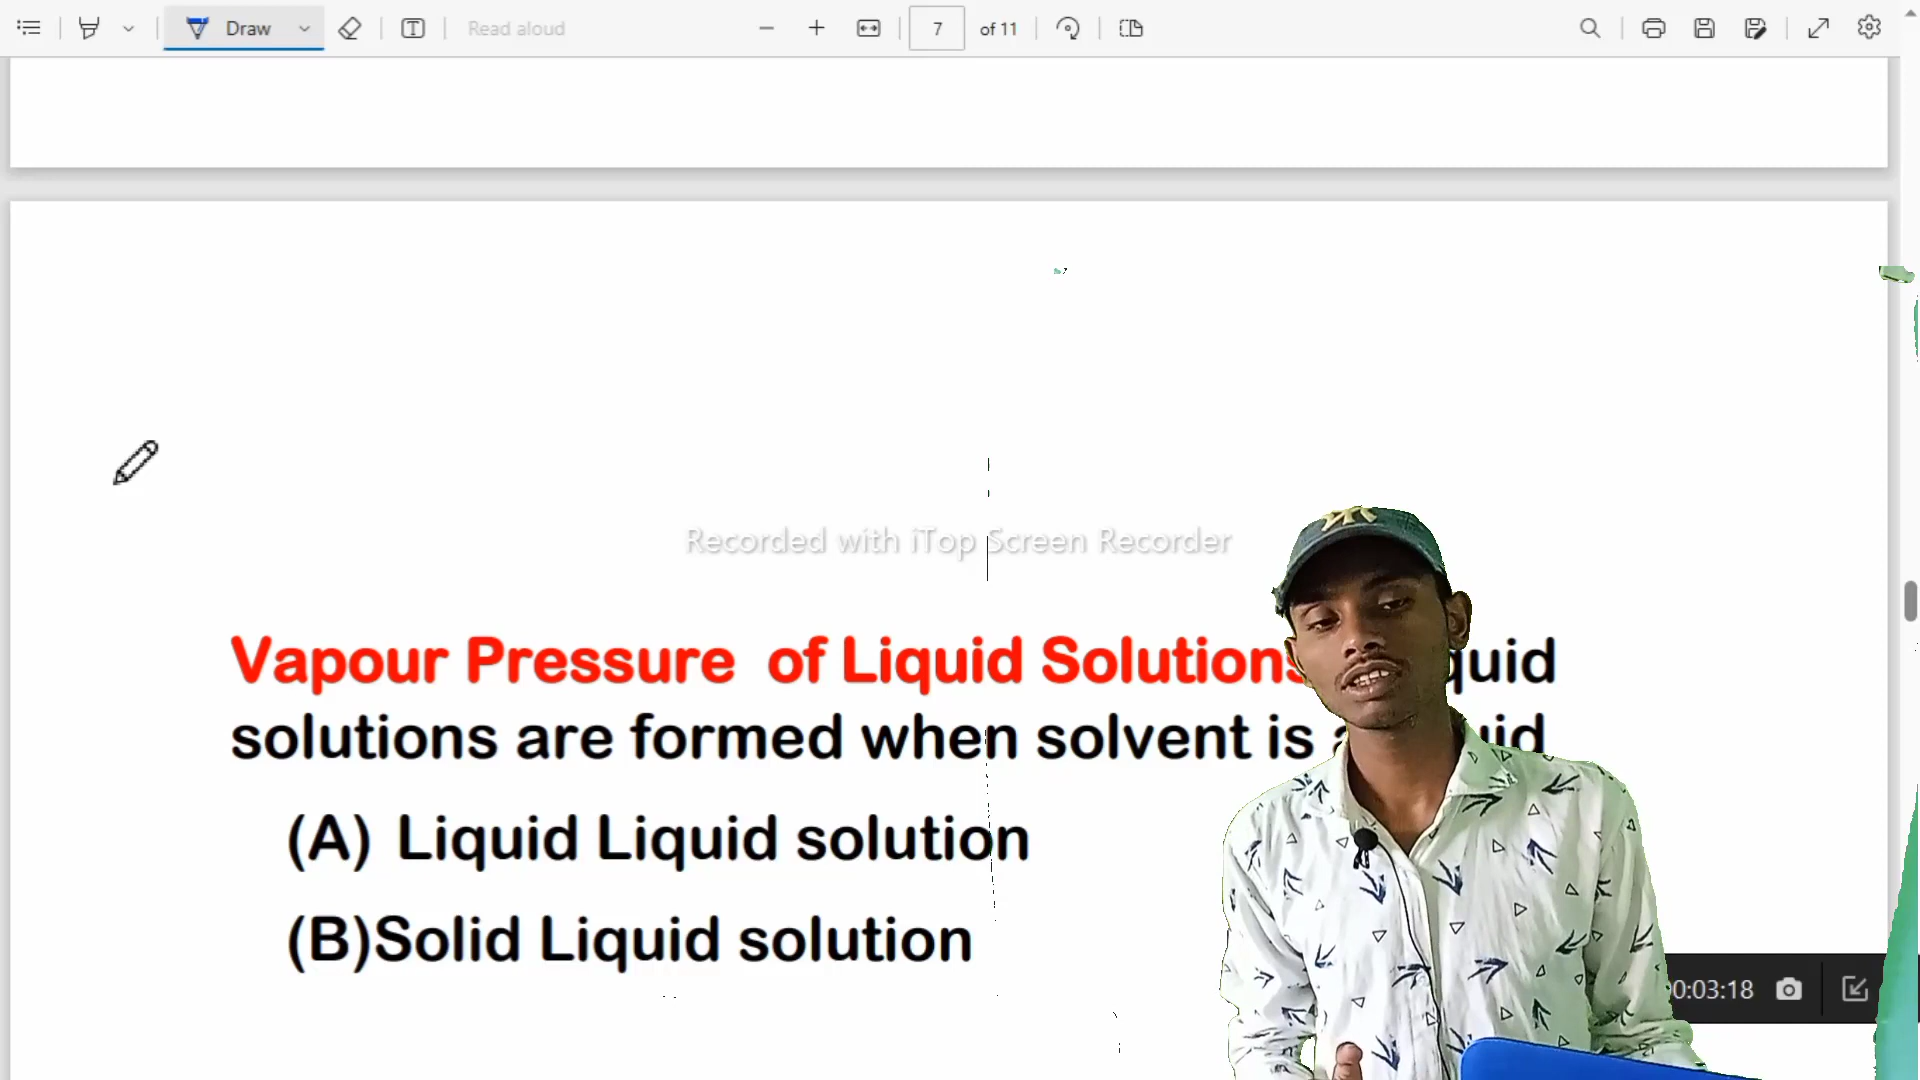 Draw
Read aloud
7
of 11
Recorded with iTop Screen Recorder
Vapour Pressure of Liquid Solutions
solutions are formed when solvent is
(A) Liquid Liquid solution
(B)Solid Liquid solution
0:03:18